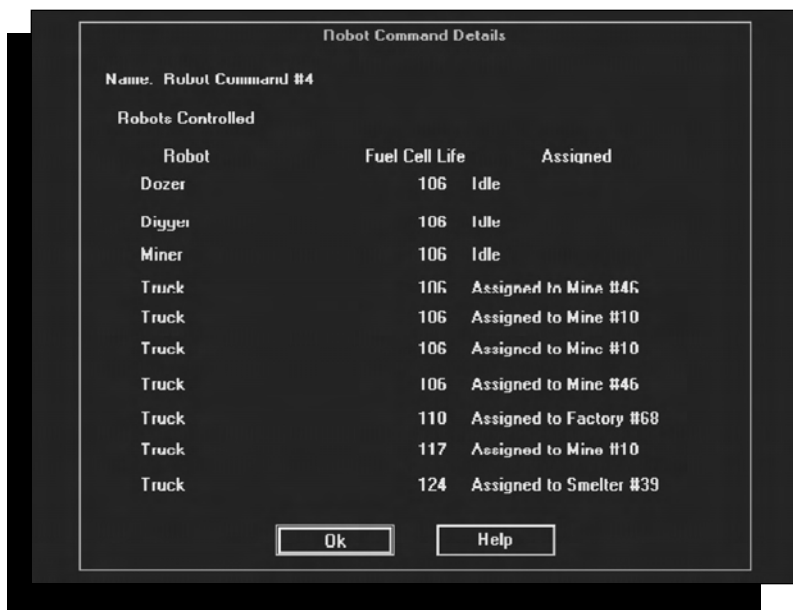 Robot Command Details
Name. Robot Command #4
Robots Controlled
Robot Fuel Cell Life Assigned
Dozer 106 Idle
Digger 106 Idle
Miner 106 Idle
Truck 106 Assigned to Mine #46
Truck 106 Assigned to Mine #10
Truck 106 Assigned to Mine #10
Truck 106 Assigned to Mine #46
Truck 110 Assigned to Factory #68
Truck 117 Assigned to Mine #10
Truck 124 Assigned to Smelter #39
Ok Help